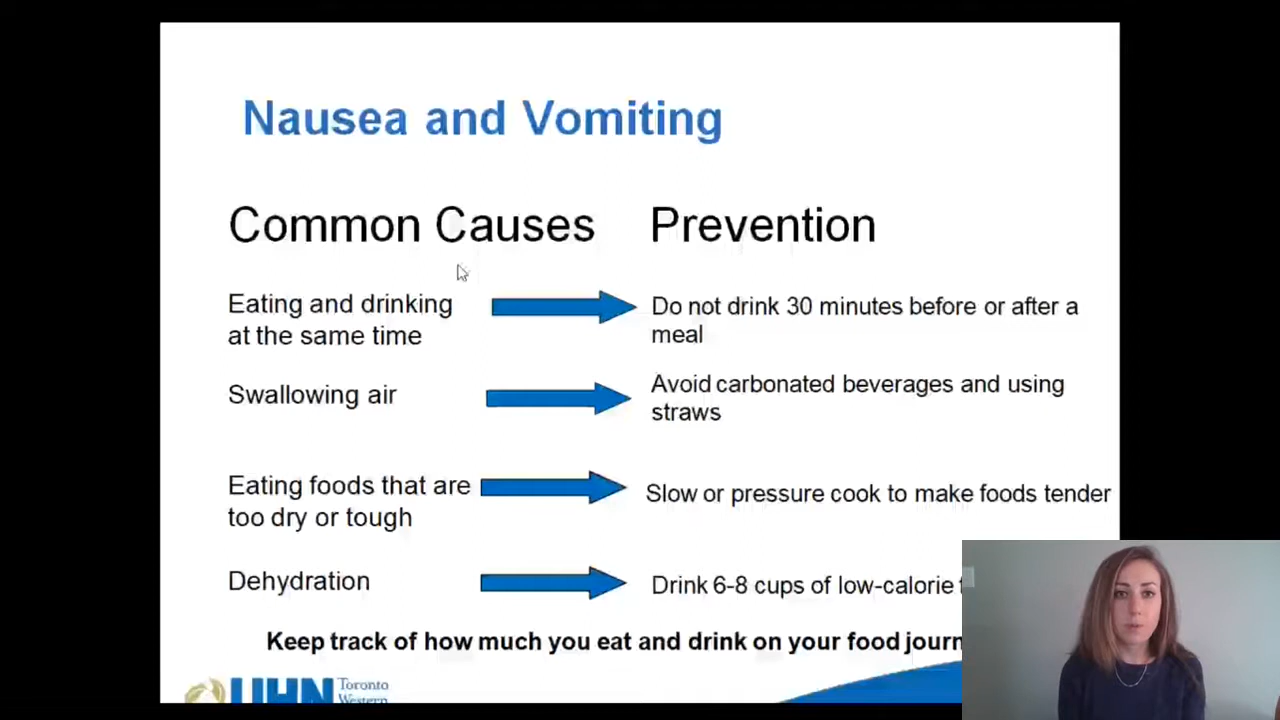 Nausea and Vomiting
Common Causes
Prevention
Eating and drinking
at the same time
Do not drink 30 minutes before or after a
meal
Swallowing air
Avoid carbonated beverages and using
straws
Eating foods that are
too dry or tough
Slow or pressure cook to make foods tender
Dehydration
Drink 6-8 cups of low-calorie
Keep track of how much you eat and drink on your food
UHN Toronto
Western